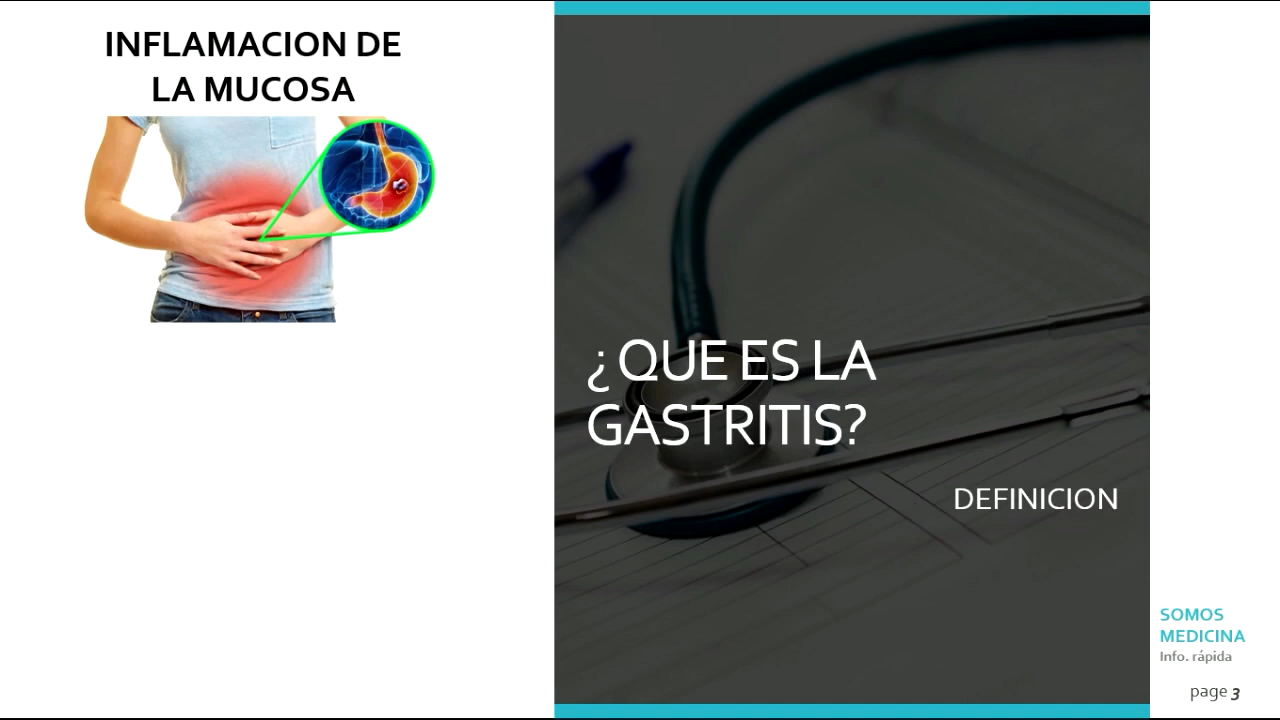 INFLAMACION DE
LA MUCOSA
¿QUE ES LA
GASTRITIS?
DEFINICION
SOMOS
MEDICINA
Info. rápida
page 3